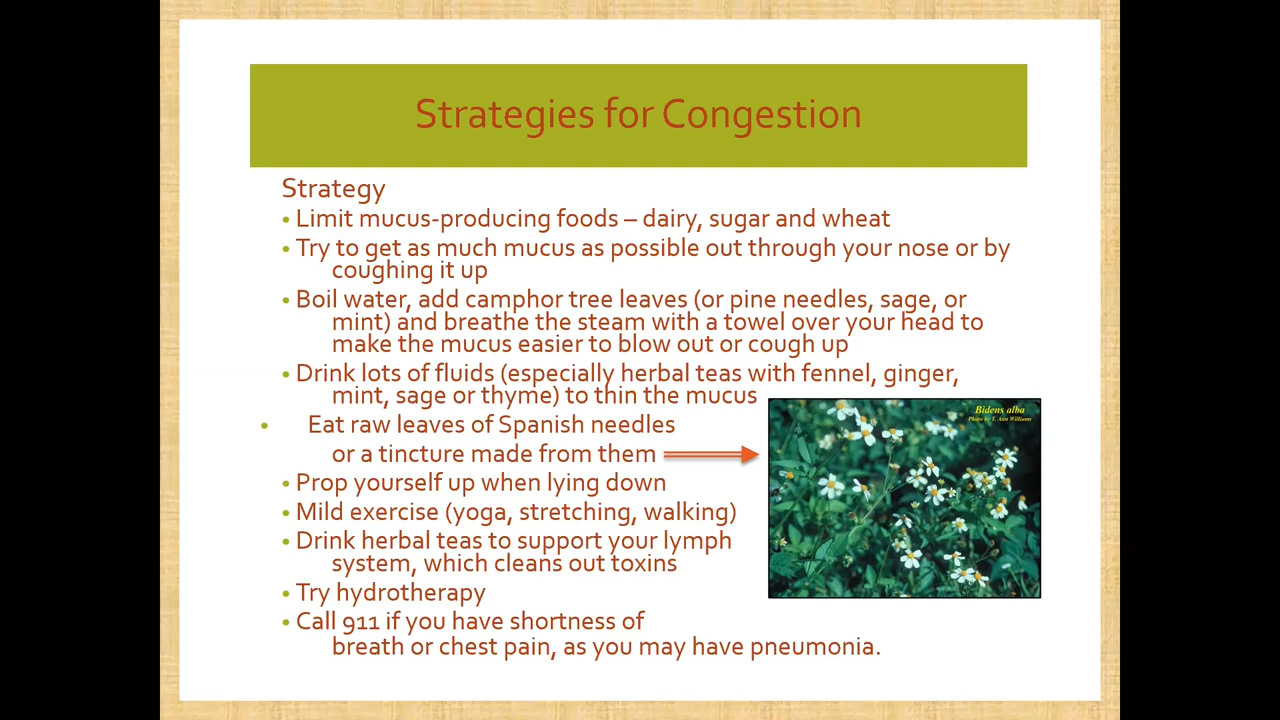 Strategies for Congestion
Strategy
• Limit mucus-producing foods – dairy, sugar and wheat
• Try to get as much mucus as possible out through your nose or by
coughing it up
• Boil water, add camphor tree leaves (or pine needles, sage, or
mint) and breathe the steam with a towel over your head to
make the mucus easier to blow out or cough up
• Drink lots of fluids (especially herbal teas with fennel, ginger,
mint, sage or thyme) to thin the mucus
• Eat raw leaves of Spanish needles
or a tincture made from them
• Prop yourself up when lying down
• Mild exercise (yoga, stretching, walking)
• Drink herbal teas to support your lymph
system, which cleans out toxins
• Try hydrotherapy
• Call 911 if you have shortness of
breath or chest pain, as you may have pneumonia.
Bidens alba
Photo by T. Ann Williams